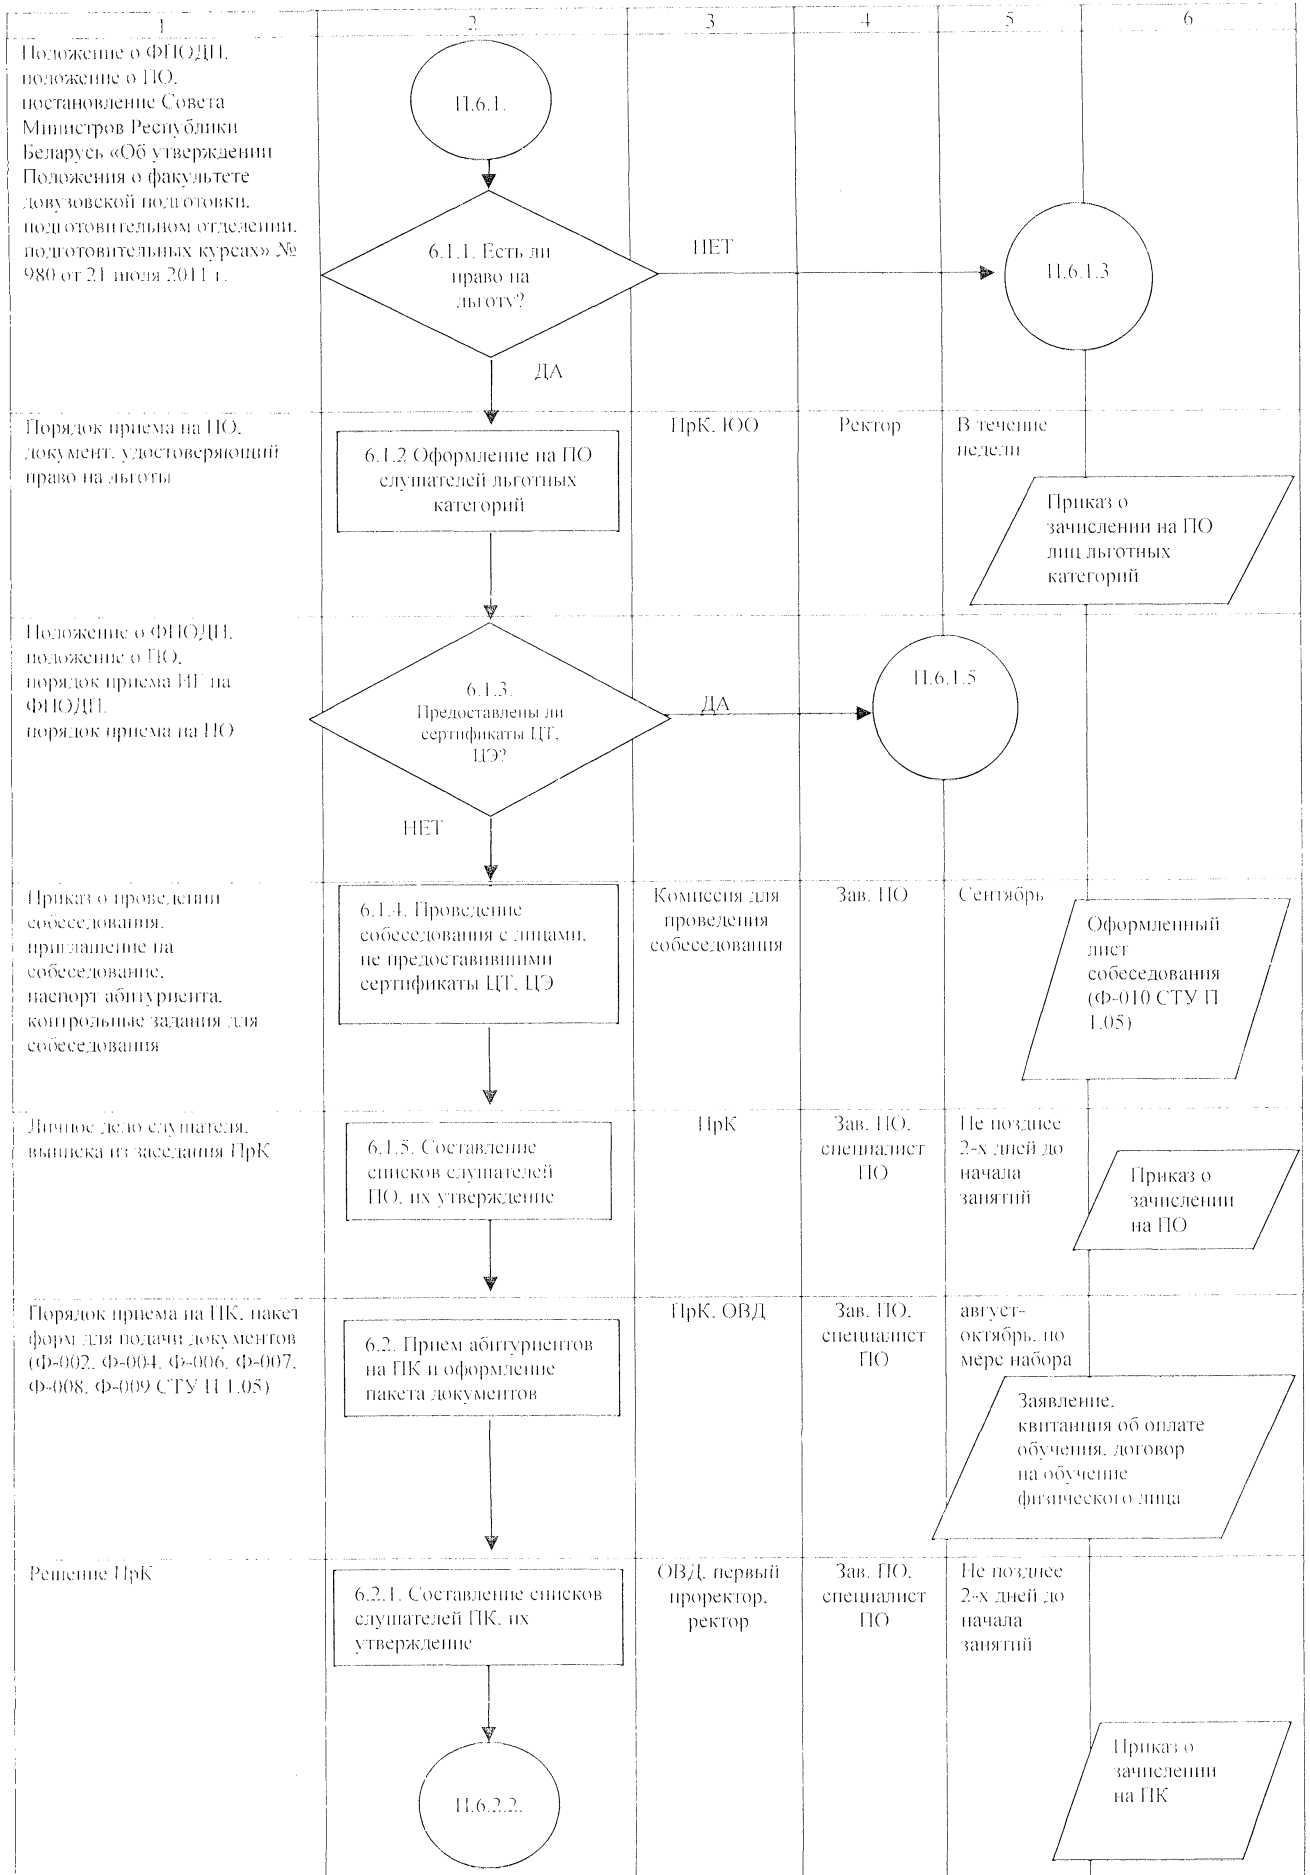 1 2 3 4 5 6
Положение о ФПОДП,
положение о ПО,
постановление Совета
Министров Республики
Беларусь «Об утверждении
Положения о факультете
довузовской подготовки,
подготовительном отделении,
подготовительных курсах» №
980 от 21 июля 2011 г.
П.6.1.
6.1.1. Есть ли
право на
льготу?
НЕТ
П.6.1.3
ДА
Порядок приема на ПО,
документ, удостоверяющий
право на льготы
6.1.2 Оформление на ПО
слушателей льготных
категорий
ПрК, ЮО
Ректор
В течение
недели
Приказ о
зачислении на ПО
лиц льготных
категорий
Положение о ФПОДП,
положение о ПО,
порядок приема ИГ на
ФПОДП,
порядок приема на ПО
6.1.3.
Предоставлены ли
сертификаты ЦТ,
ЦЭ?
ДА
П.6.1.5
НЕТ
Приказ о проведении
собеседования,
приглашение на
собеседование,
паспорт абитуриента,
контрольные задания для
собеседования
6.1.4. Проведение
собеседования с лицами,
не предоставившими
сертификаты ЦТ, ЦЭ
Комиссия для
проведения
собеседования
Зав. ПО
Сентябрь
Оформленный
лист
собеседования
(Ф-010 СТУ П
1.05)
Личное дело слушателя,
выписка из заседания ПрК
6.1.5. Составление
списков слушателей
ПО, их утверждение
ПрК
Зав. ПО,
специалист
ПО
Не позднее
2-х дней до
начала
занятий
Приказ о
зачислении
на ПО
Порядок приема на ПК, пакет
форм для подачи документов
(Ф-002, Ф-004, Ф-006, Ф-007,
Ф-008, Ф-009 СТУ П 1.05)
6.2. Прием абитуриентов
на ПК и оформление
пакета документов
ПрК, ОВД
Зав. ПО,
специалист
ПО
август-
октябрь, по
мере набора
Заявление,
квитанция об оплате
обучения, договор
на обучение
физического лица
Решение ПрК
6.2.1. Составление списков
слушателей ПК, их
утверждение
ОВД, первый
проректор,
ректор
Зав. ПО,
специалист
ПО
Не позднее
2-х дней до
начала
занятий
Приказ о
зачислении
на ПК
П.6.2.2.